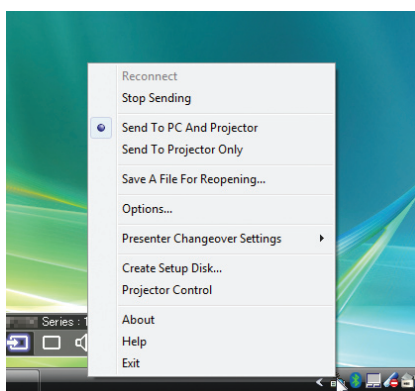 Reconnect
Stop Sending
Send To PC And Projector
Send To Projector Only
Save A File For Reopening...
Options...
Presenter Changeover Settings
Create Setup Disk...
Projector Control
About
Help
Exit
Series : 1